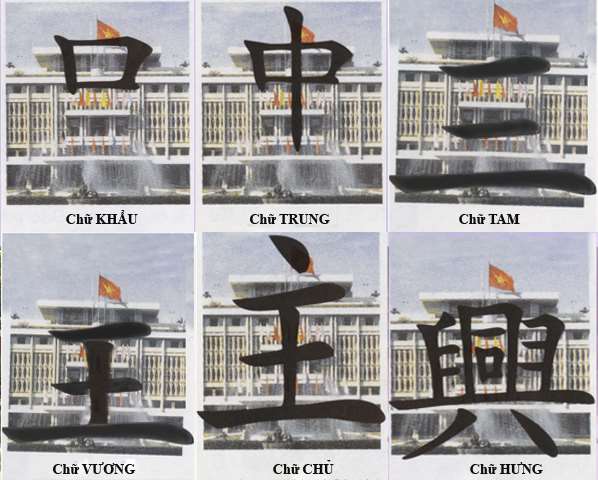 口
中
三
Chữ KHẨU
Chữ TRUNG
Chữ TAM
王
主
興
Chữ VƯƠNG
Chữ CHỦ
Chữ HƯNG